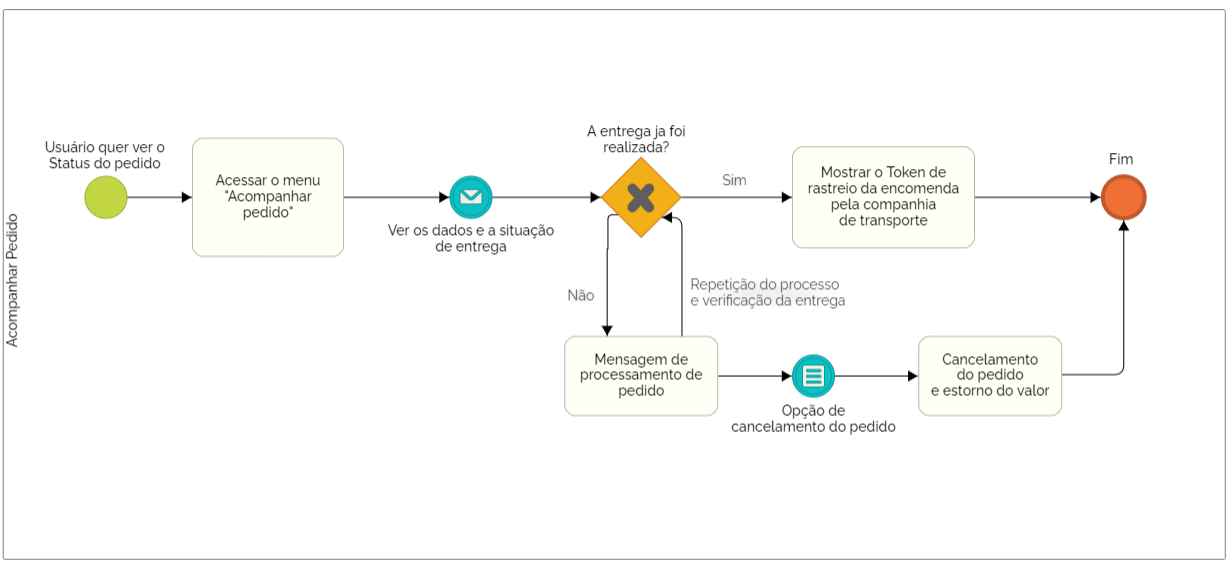 Acompanhar Pedido
Usuário quer ver o
Status do pedido
Acessar o menu
"Acompanhar
pedido"
Ver os dados e a situação
de entrega
A entrega ja foi
realizada?
Sim
Mostrar o Token de
rastreio da encomenda
pela companhia
de transporte
Fim
Não
Repetição do processo
e verificação da entrega
Mensagem de
processamento de
pedido
Opção de
cancelamento do pedido
Cancelamento
do pedido
e estorno do valor